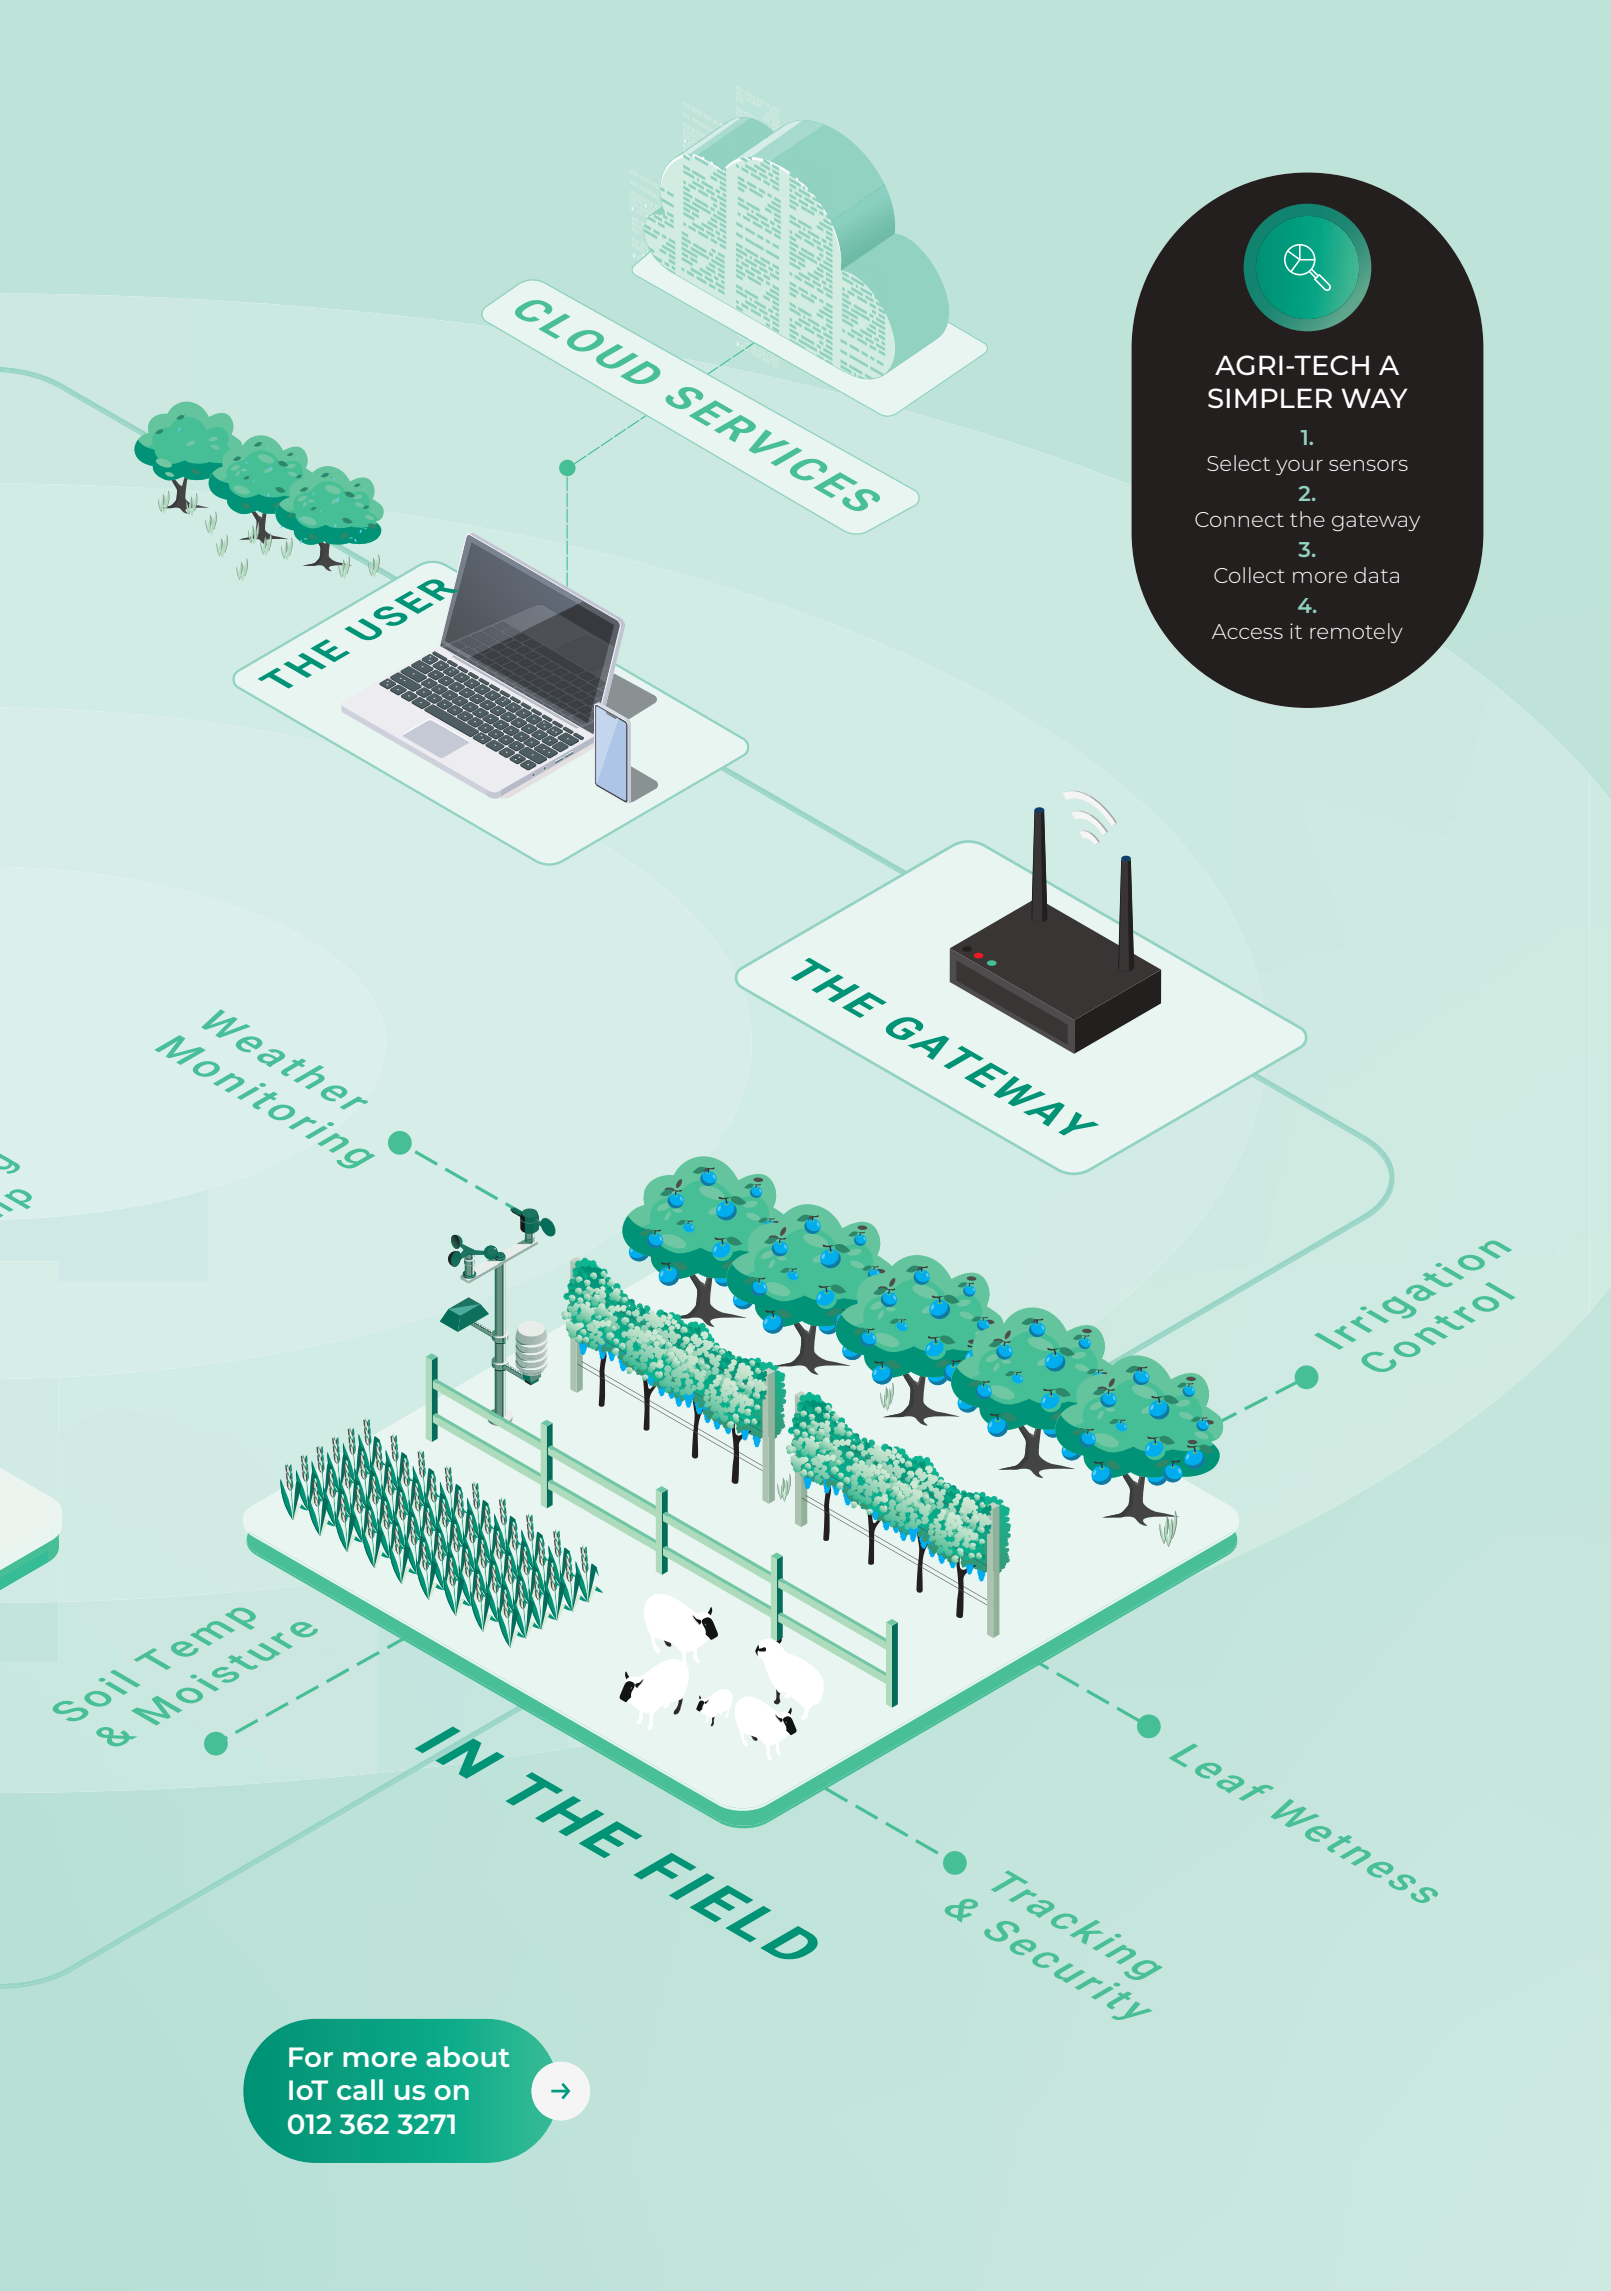 CLOUD SERVICES
AGRI-TECH A
SIMPLER WAY
1.
Select your sensors
2.
Connect the gateway
3.
Collect more data
4.
Access it remotely
THE USER
THE GATEWAY
Weather
Monitoring
Irrigation
Control
Soil Temp
& Moisture
IN THE FIELD
Leaf Wetness
Tracking
& Security
For more about
IoT call us on
012 362 3271